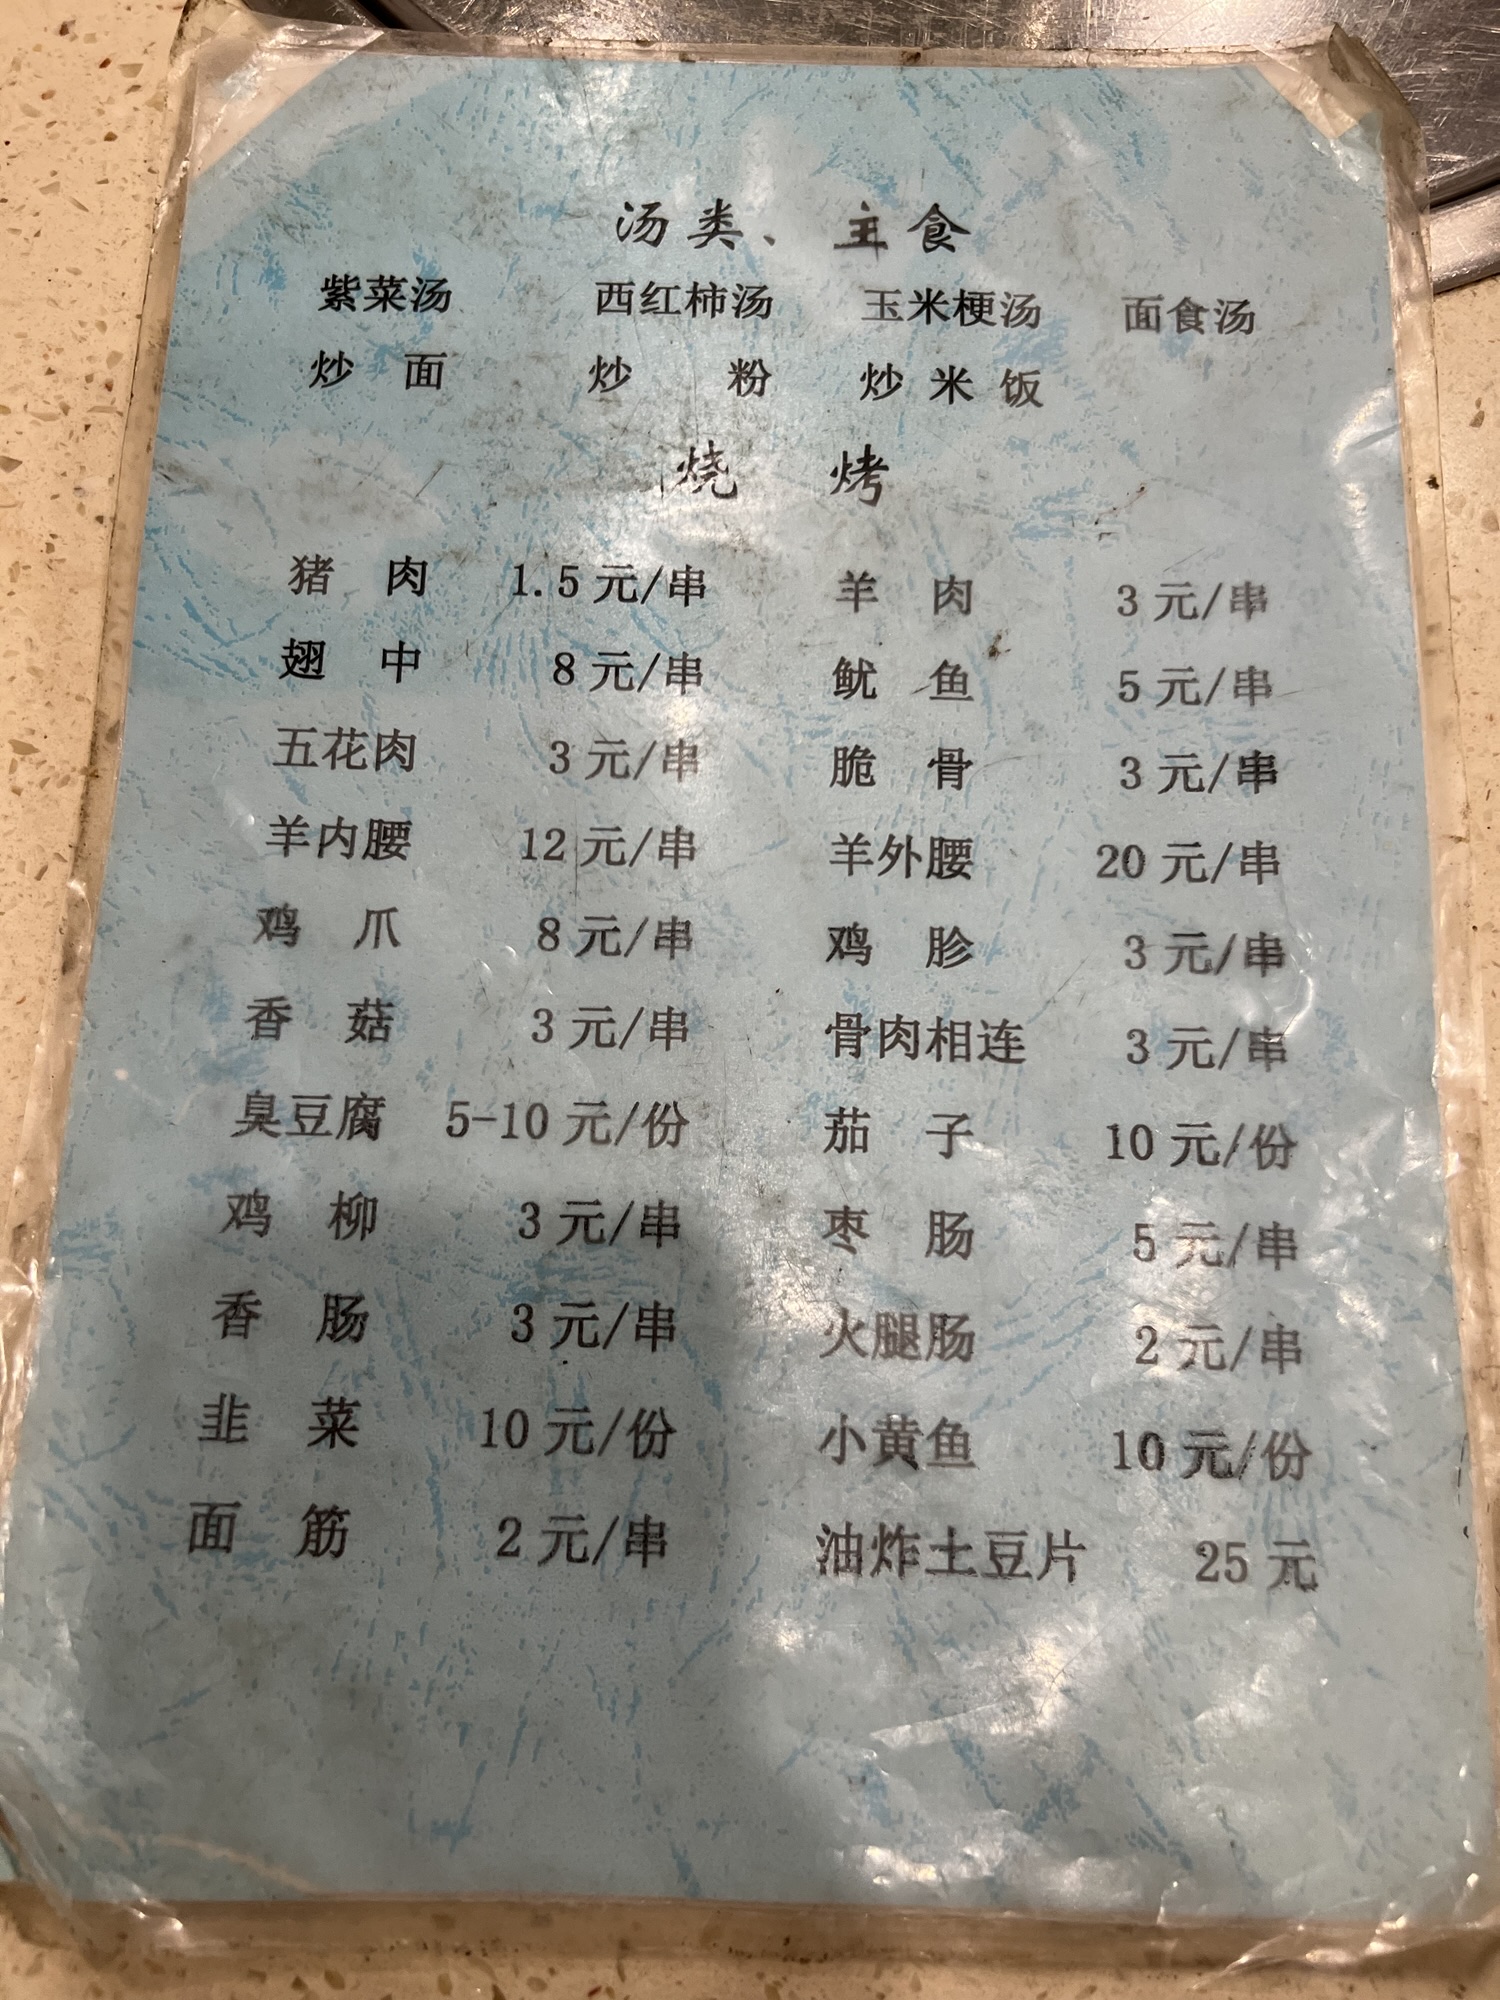 汤类、主食
紫菜汤 西红柿汤 玉米梗汤 面食汤
炒面 炒粉 炒米饭
烧烤
猪肉 1.5元/串 羊肉 3元/串
翅中 8元/串 鱿鱼 5元/串
五花肉 3元/串 脆骨 3元/串
羊内腰 12元/串 羊外腰 20元/串
鸡爪 8元/串 鸡胗 3元/串
香菇 3元/串 骨肉相连 3元/串
臭豆腐 5-10元/份 茄子 10元/份
鸡柳 3元/串 枣肠 5元/串
香肠 3元/串 火腿肠 2元/串
韭菜 10元/份 小黄鱼 10元/份
面筋 2元/串 油炸土豆片 25元